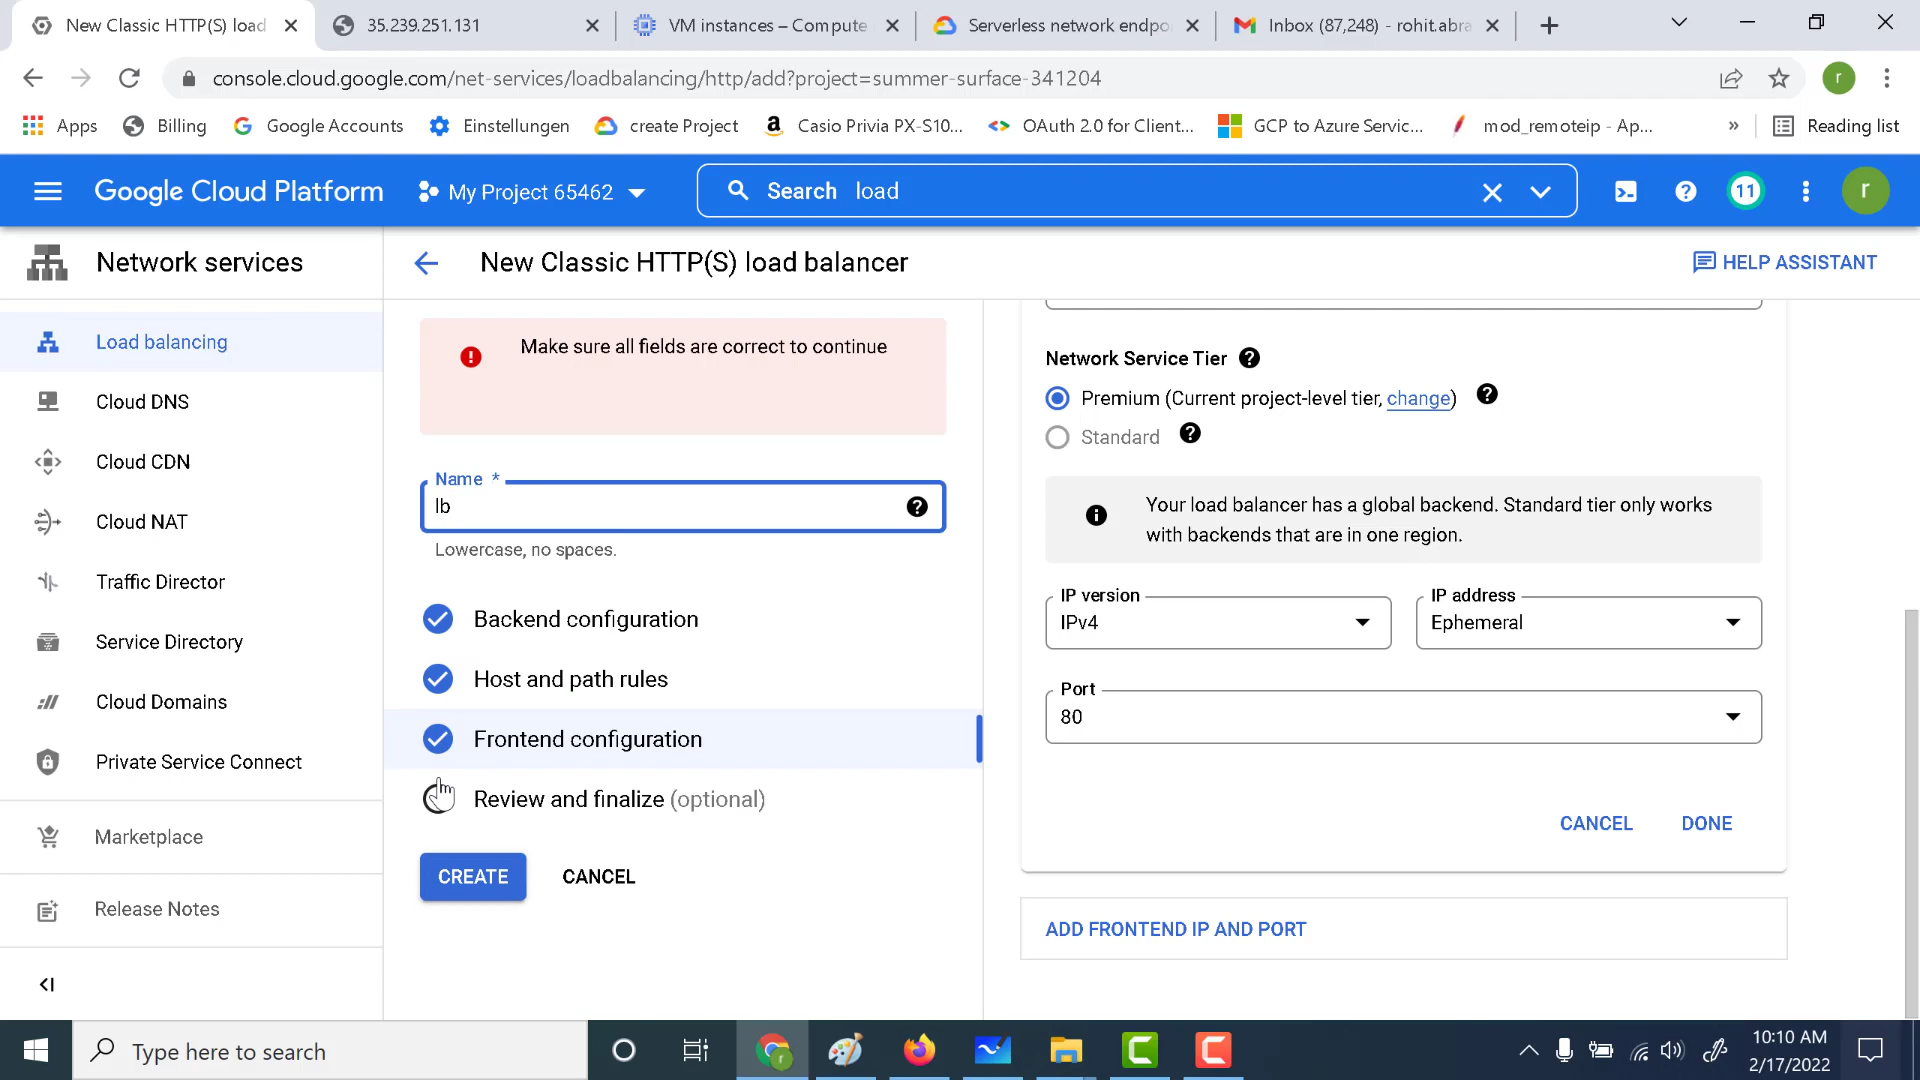 New Classic HTTP(S) load
35.239.251.131
VM instances – Compute
Serverless network endpo
Inbox (87,248) - rohit.abra
console.cloud.google.com/net-services/loadbalancing/http/add?project=summer-surface-341204
r
Apps
Billing
Google Accounts
Einstellungen
create Project
Casio Privia PX-S10...
OAuth 2.0 for Client...
GCP to Azure Servic...
mod_remoteip - Ap...
»
Reading list
Google Cloud Platform
My Project 65462
Search load
11
r
Network services
New Classic HTTP(S) load balancer
HELP ASSISTANT
Load balancing
Cloud DNS
Cloud CDN
Cloud NAT
Traffic Director
Service Directory
Cloud Domains
Private Service Connect
Marketplace
Release Notes
Make sure all fields are correct to continue
Name *
lb
Lowercase, no spaces.
Backend configuration
Host and path rules
Frontend configuration
Review and finalize (optional)
CREATE
CANCEL
Network Service Tier
Premium (Current project-level tier, change)
Standard
Your load balancer has a global backend. Standard tier only works
with backends that are in one region.
IP version
IPv4
IP address
Ephemeral
Port
80
CANCEL
DONE
ADD FRONTEND IP AND PORT
Type here to search
10:10 AM
2/17/2022